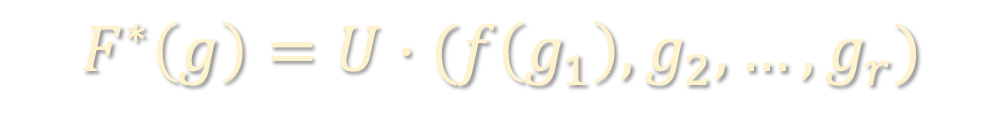 F*(g) = U · (f(g₁), g₂, … , gᵣ)